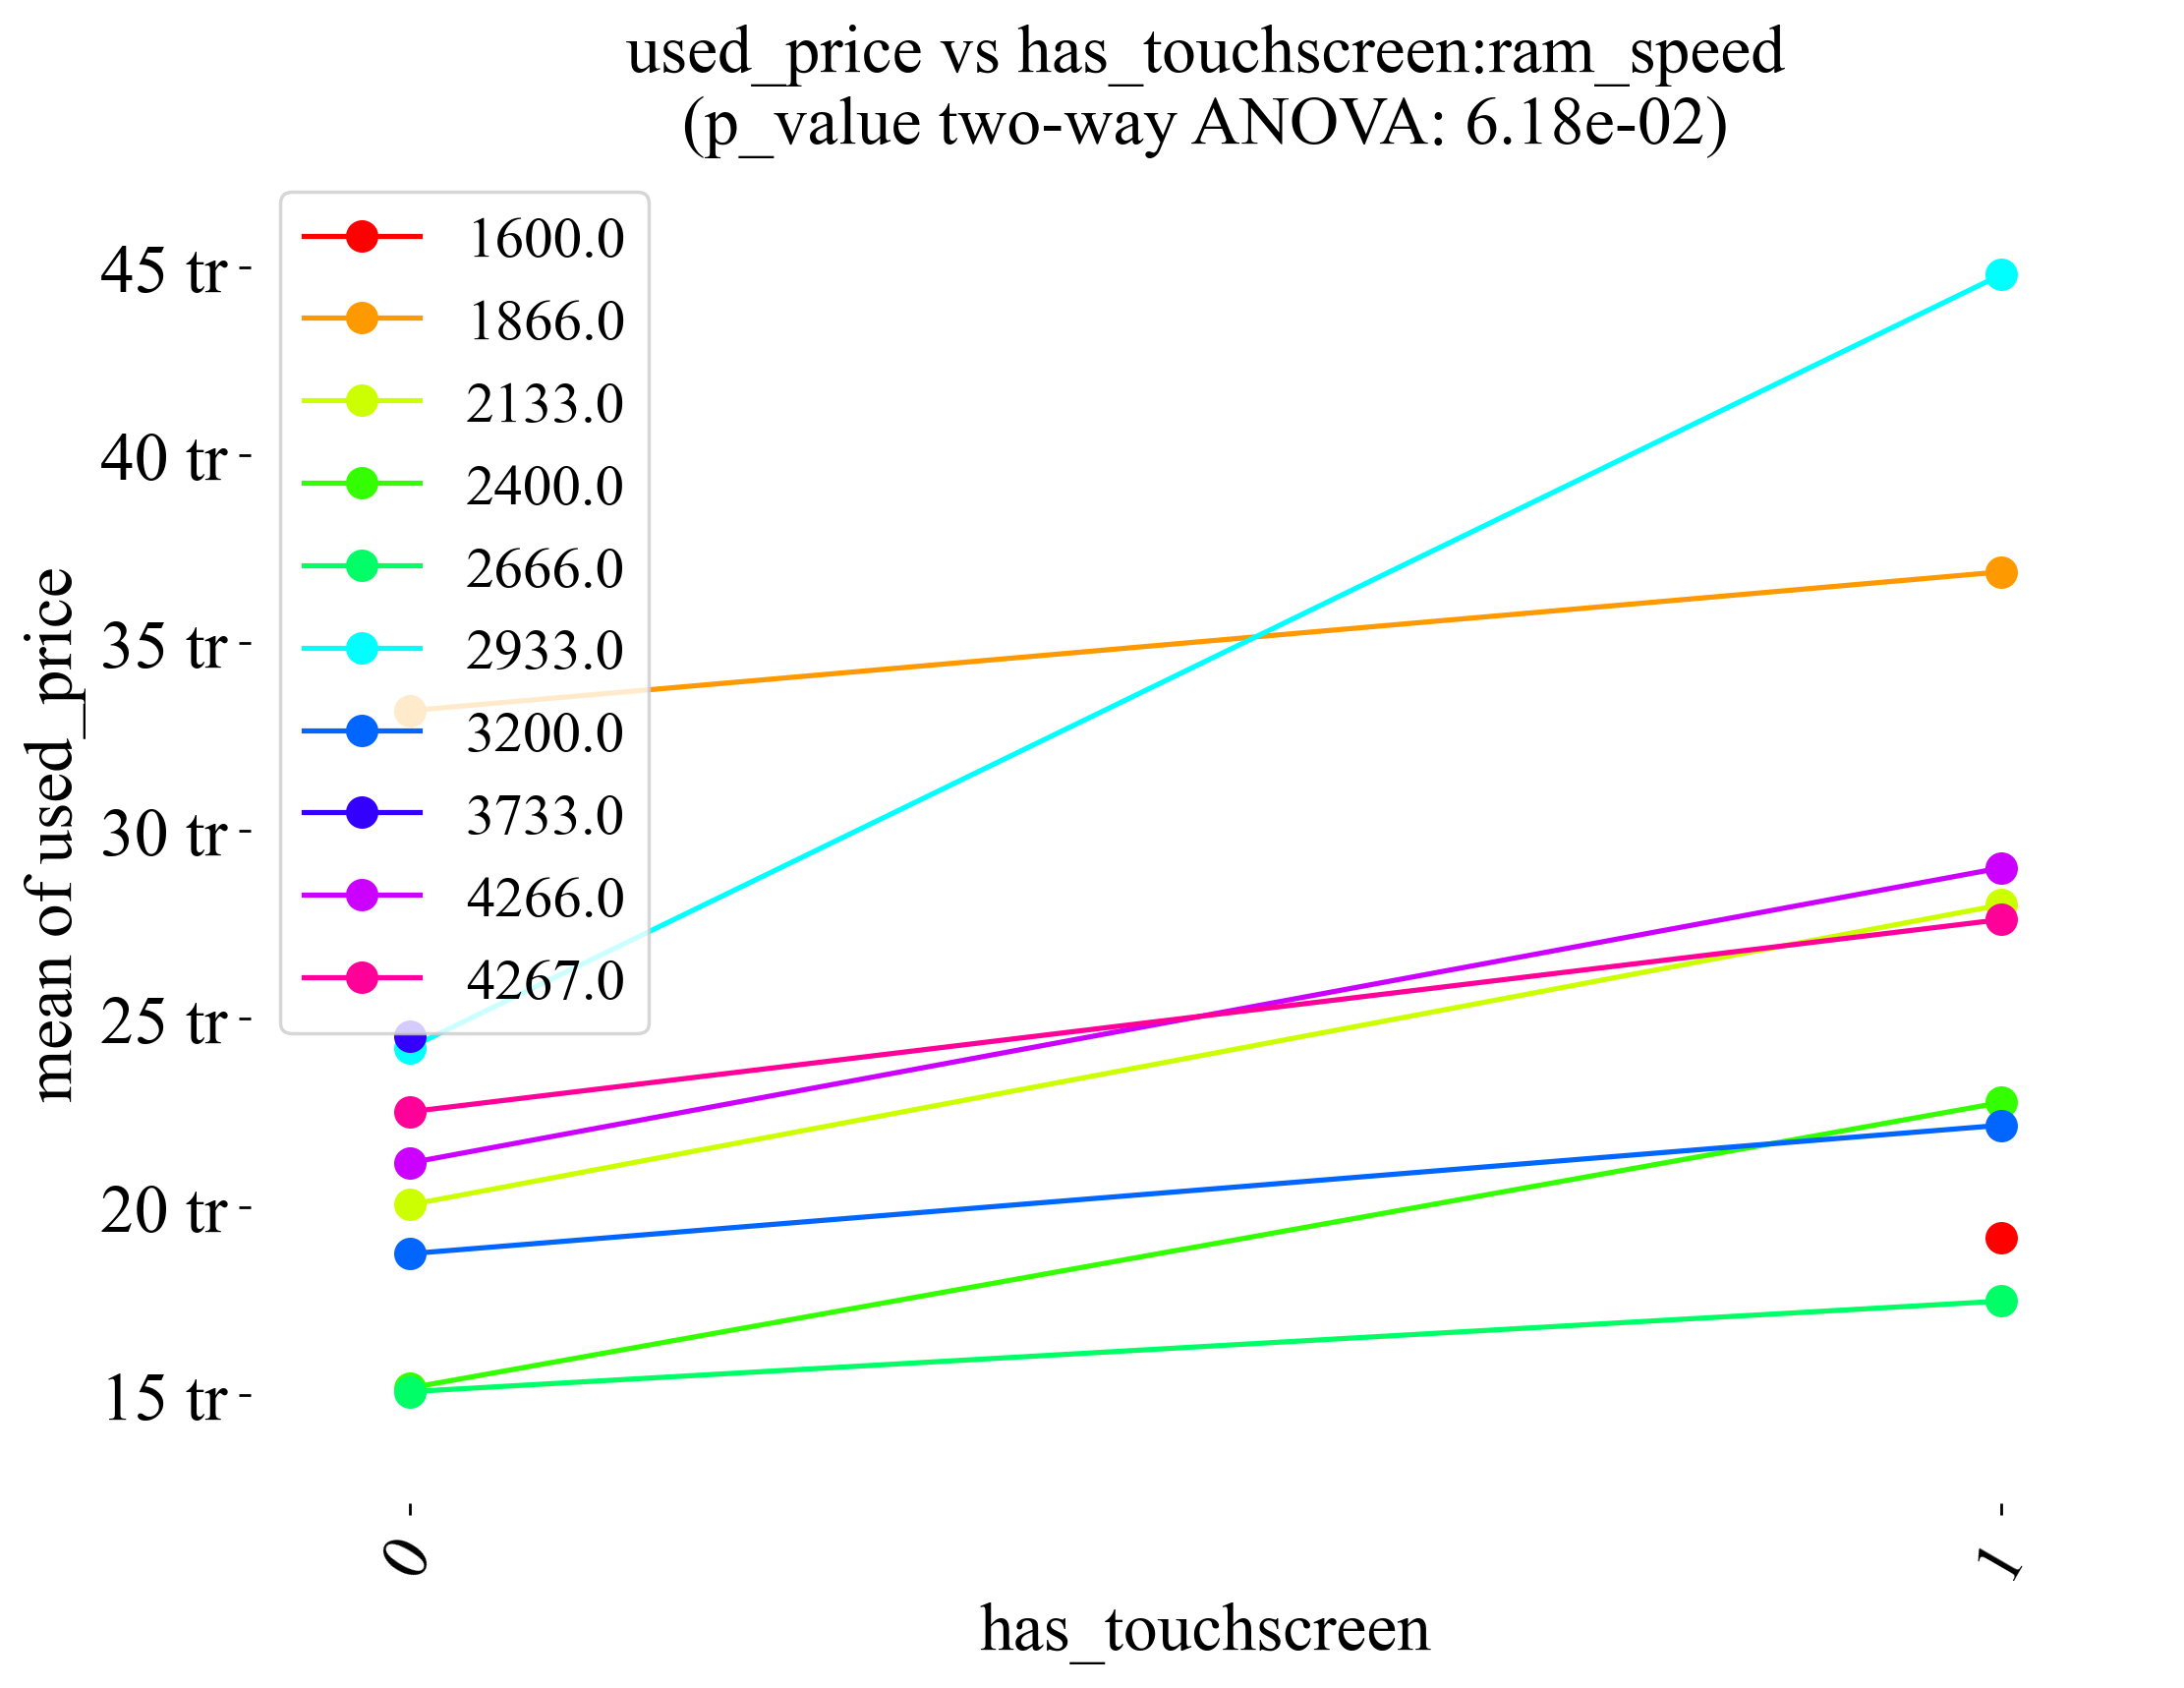 used_price vs has_touchscreen:ram_speed
(p_value two-way ANOVA: 6.18e-02)
1600.0
1866.0
2133.0
2400.0
2666.0
2933.0
3200.0
3733.0
4266.0
4267.0
45 tr
40 tr
35 tr
30 tr
25 tr
20 tr
15 tr
mean of used_price
0
1
has_touchscreen